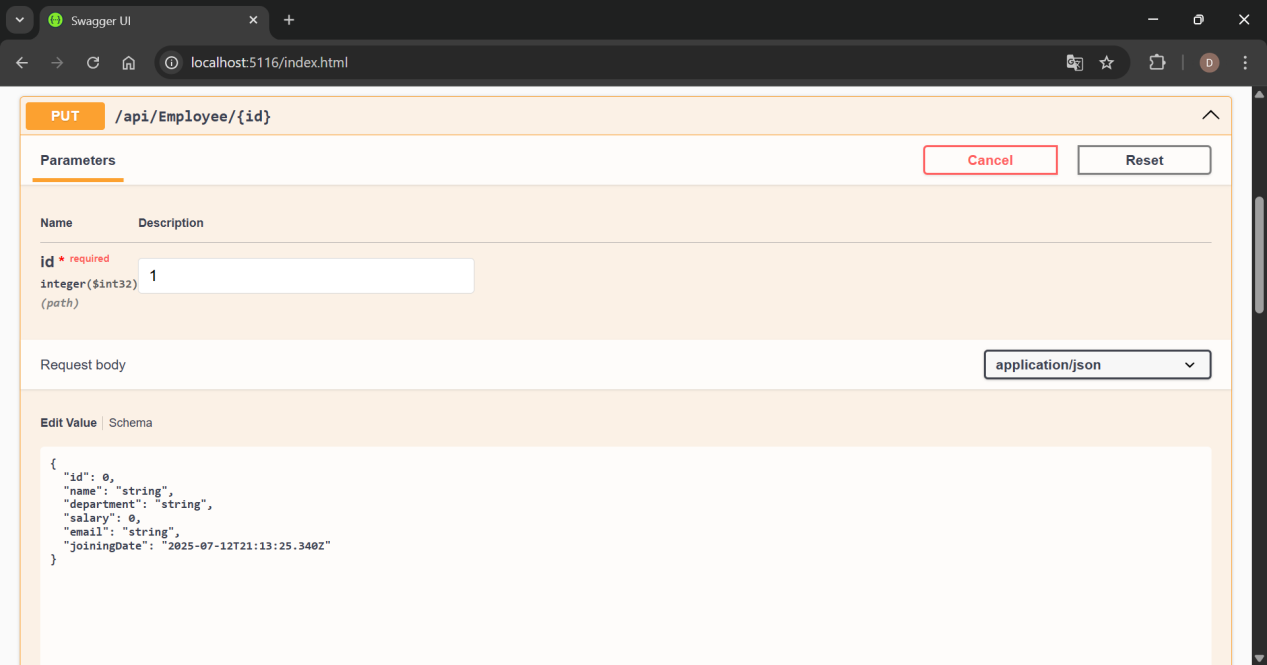 Swagger UI
localhost:5116/index.html
D
PUT /api/Employee/{id}
Parameters
Cancel
Reset
Name Description
id * required
integer($int32)
(path)
1
Request body
application/json
Edit Value Schema
{
  "id": 0,
  "name": "string",
  "department": "string",
  "salary": 0,
  "email": "string",
  "joiningDate": "2025-07-12T21:13:25.340Z"
}